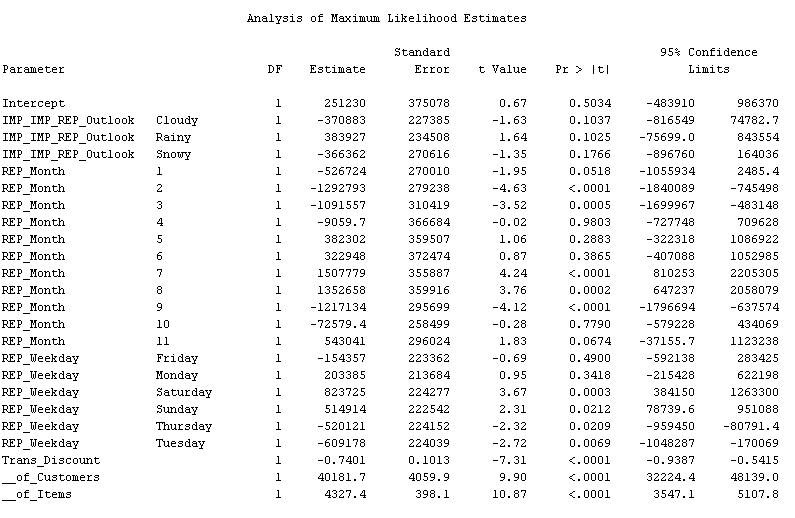 Analysis of Maximum Likelihood Estimates
Standard 95% Confidence
Parameter DF Estimate Error t Value Pr > |t| Limits
Intercept 1 251230 375078 0.67 0.5034 -483910 986370
IMP_IMP_REP_Outlook Cloudy 1 -370883 227385 -1.63 0.1037 -816549 74782.7
IMP_IMP_REP_Outlook Rainy 1 383927 234508 1.64 0.1025 -75699.0 843554
IMP_IMP_REP_Outlook Snowy 1 -366362 270616 -1.35 0.1766 -896760 164036
REP_Month 1 1 -526724 270010 -1.95 0.0518 -1055934 2485.4
REP_Month 2 1 -1292793 279238 -4.63 <.0001 -1840089 -745498
REP_Month 3 1 -1091557 310419 -3.52 0.0005 -1699967 -483148
REP_Month 4 1 -9059.7 366684 -0.02 0.9803 -727748 709628
REP_Month 5 1 382302 359507 1.06 0.2883 -322318 1086922
REP_Month 6 1 322948 372474 0.87 0.3865 -407088 1052985
REP_Month 7 1 1507779 355887 4.24 <.0001 810253 2205305
REP_Month 8 1 1352658 359916 3.76 0.0002 647237 2058079
REP_Month 9 1 -1217134 295699 -4.12 <.0001 -1796694 -637574
REP_Month 10 1 -72579.4 258499 -0.28 0.7790 -579228 434069
REP_Month 11 1 543041 296024 1.83 0.0674 -37155.7 1123238
REP_Weekday Friday 1 -154357 223362 -0.69 0.4900 -592138 283425
REP_Weekday Monday 1 203385 213684 0.95 0.3418 -215428 622198
REP_Weekday Saturday 1 823725 224277 3.67 0.0003 384150 1263300
REP_Weekday Sunday 1 514914 222542 2.31 0.0212 78739.6 951088
REP_Weekday Thursday 1 -520121 224152 -2.32 0.0209 -959450 -80791.4
REP_Weekday Tuesday 1 -609178 224039 -2.72 0.0069 -1048287 -170069
Trans_Discount 1 -0.7401 0.1013 -7.31 <.0001 -0.9387 -0.5415
__of_Customers 1 40181.7 4059.9 9.90 <.0001 32224.4 48139.0
__of_Items 1 4327.4 398.1 10.87 <.0001 3547.1 5107.8